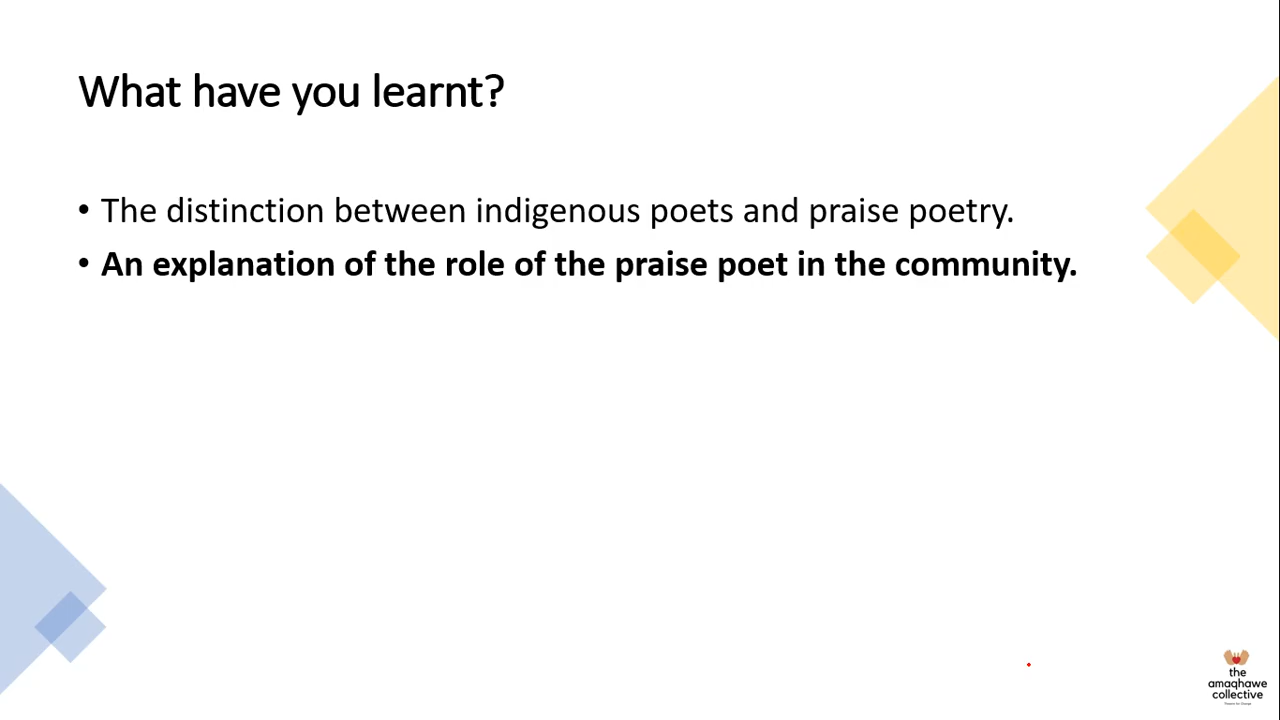 What have you learnt?
• The distinction between indigenous poets and praise poetry.
• An explanation of the role of the praise poet in the community.
the
amaqhawe
collective